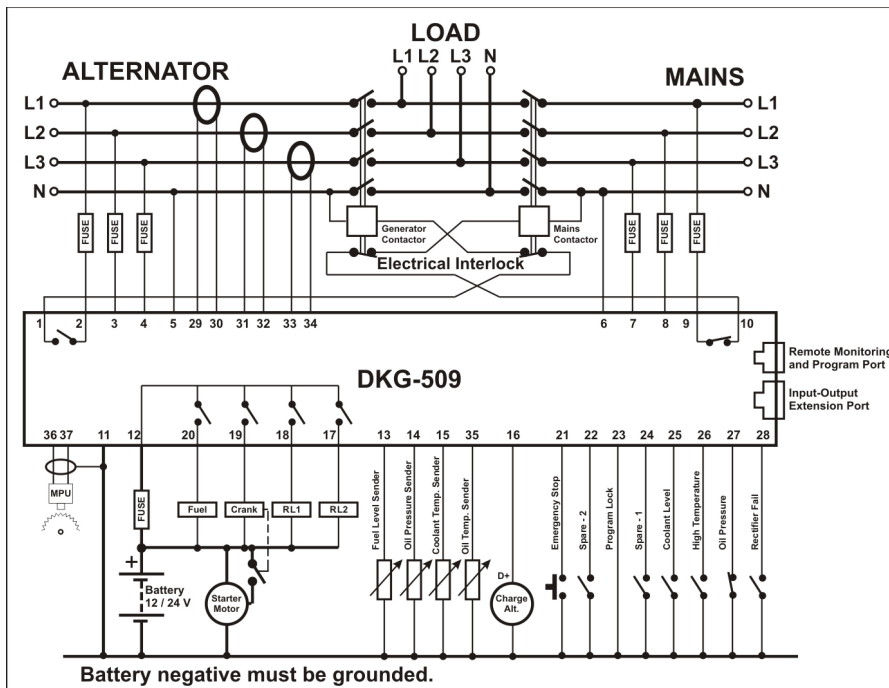 LOAD
L1 L2 L3 N
ALTERNATOR
MAINS
L1
L2
L3
N
L1
L2
L3
N
FUSE
FUSE
FUSE
Generator
Contactor
Mains
Contactor
FUSE
FUSE
FUSE
Electrical Interlock
1 2 3 4 5 29 30 31 32 33 34 6 7 8 9 10
DKG-509
Remote Monitoring
and Program Port
Input-Output
Extension Port
36 37 11 12 20 19 18 17 13 14 15 35 16 21 22 23 24 25 26 27 28
MPU
FUSE
Fuel
Crank
RL1
RL2
Fuel Level Sender
Oil Pressure Sender
Coolant Temp. Sender
Oil Temp. Sender
Emergency Stop
Spare - 2
Program Lock
Spare - 1
Coolant Level
High Temperature
Oil Pressure
Rectifier Fail
+
Battery
12 / 24 V
Starter
Motor
D+
Charge
Alt.
Battery negative must be grounded.